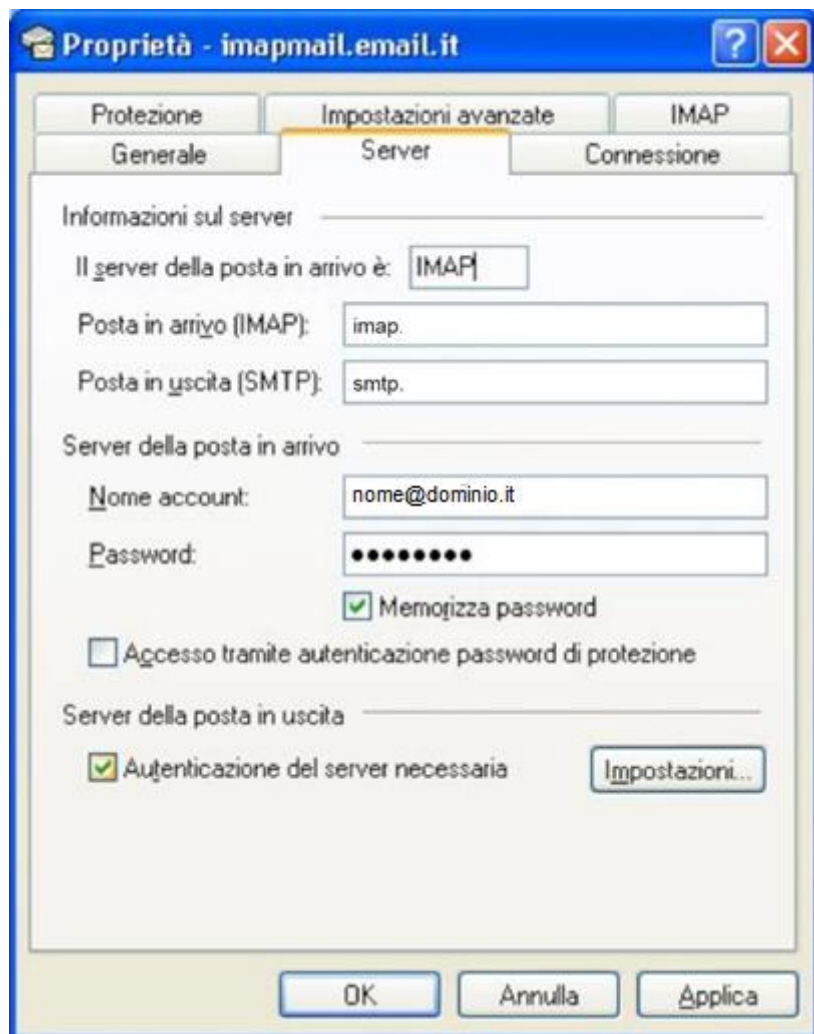 Proprietà - imapmail.email.it
Protezione Impostazioni avanzate IMAP
Generale Server Connessione
Informazioni sul server
Il server della posta in arrivo è: IMAP
Posta in arrivo (IMAP): imap.
Posta in uscita (SMTP): smtp.
Server della posta in arrivo
Nome account: nome@dominio.it
Password: ●●●●●●●●
Memorizza password
Accesso tramite autenticazione password di protezione
Server della posta in uscita
Autenticazione del server necessaria Impostazioni...
OK Annulla Applica